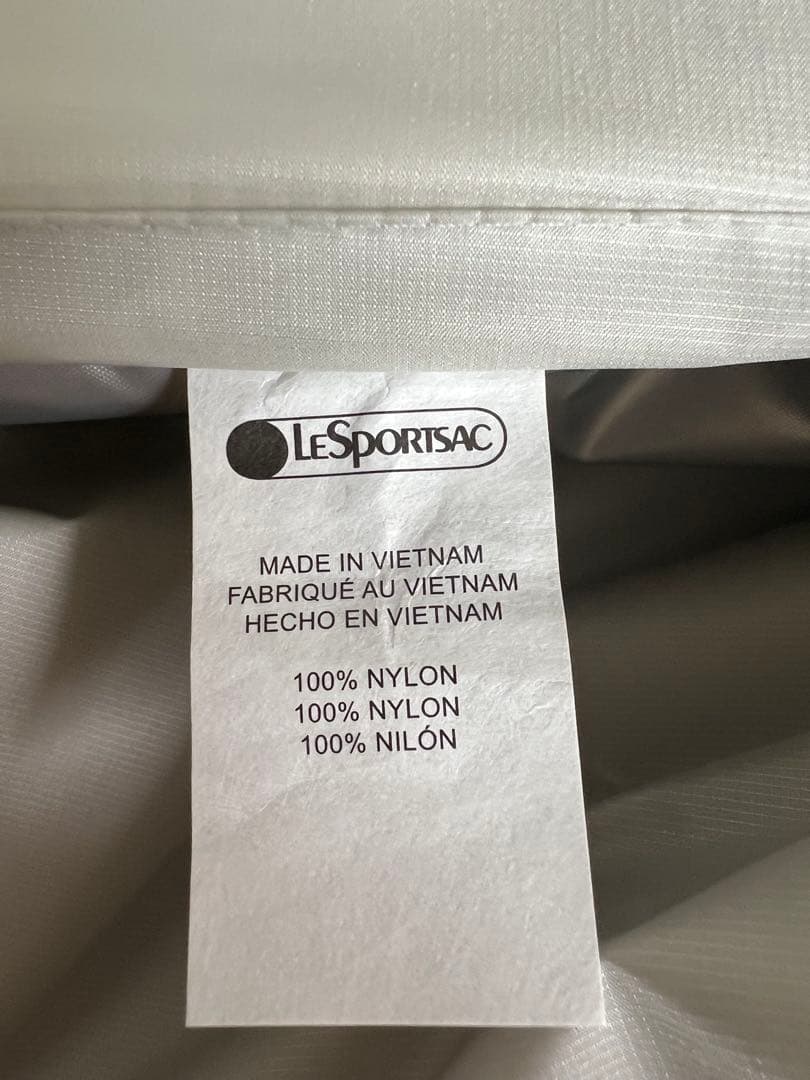 LESPORTSAC
MADE IN VIETNAM
FABRIQUÉ AU VIETNAM
HECHO EN VIETNAM
100% NYLON
100% NYLON
100% NILÓN